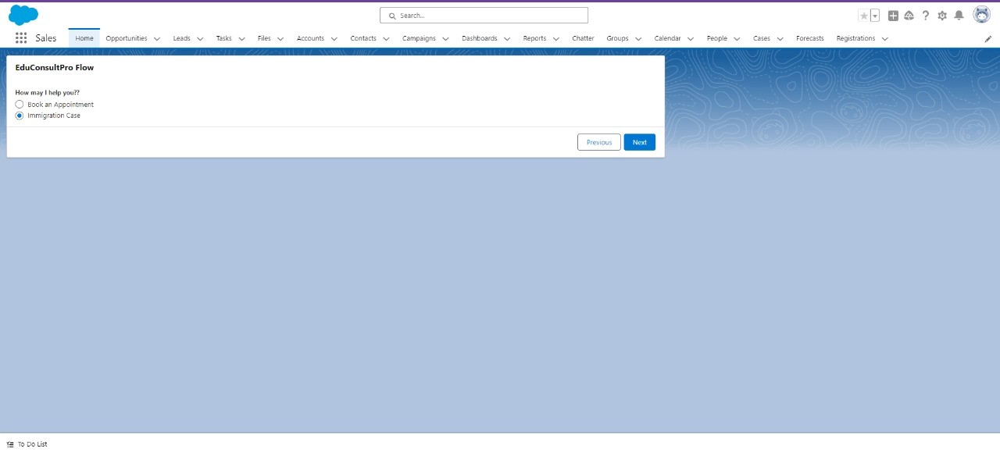 Search...
Sales Home Opportunities Leads Tasks Files Accounts Contacts Campaigns Dashboards Reports Chatter Groups Calendar People Cases Forecasts Registrations
EduConsultPro Flow
How may I help you??
Book an Appointment
Immigration Case
Previous Next
To Do List